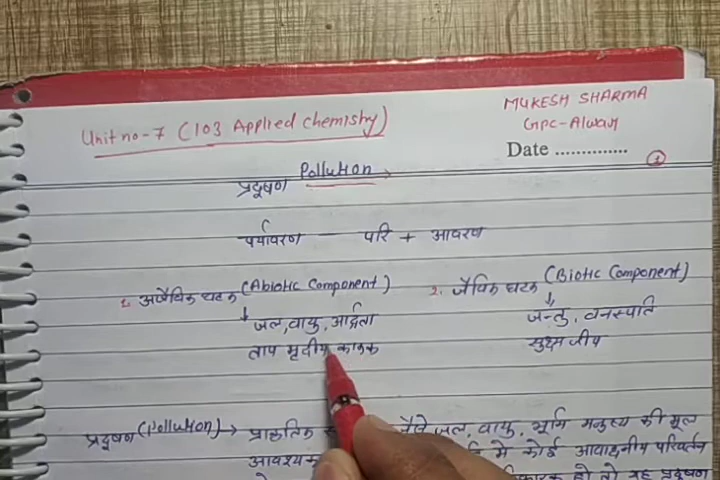 Unit no-7 (103 Applied Chemistry)
MUKESH SHARMA
GPC-Alwar
Date ..............
1
प्रदूषण Pollution
पर्यावरण — परि + आवरण
1. अजैविक घटक (Abiotic Component) 2. जैविक घटक (Biotic Component)
↓ जल, वायु, आर्द्रता ↓ जन्तु, वनस्पति
ताप मृदीय कारक सुक्ष्म जीव
प्रदूषण (Pollution) → प्राकृतिक जैसे जल, वायु, भूमि मनुष्य की मूल
आवश्यक में कोई अवांछनीय परिवर्तन
हो तो यह प्रदूषण